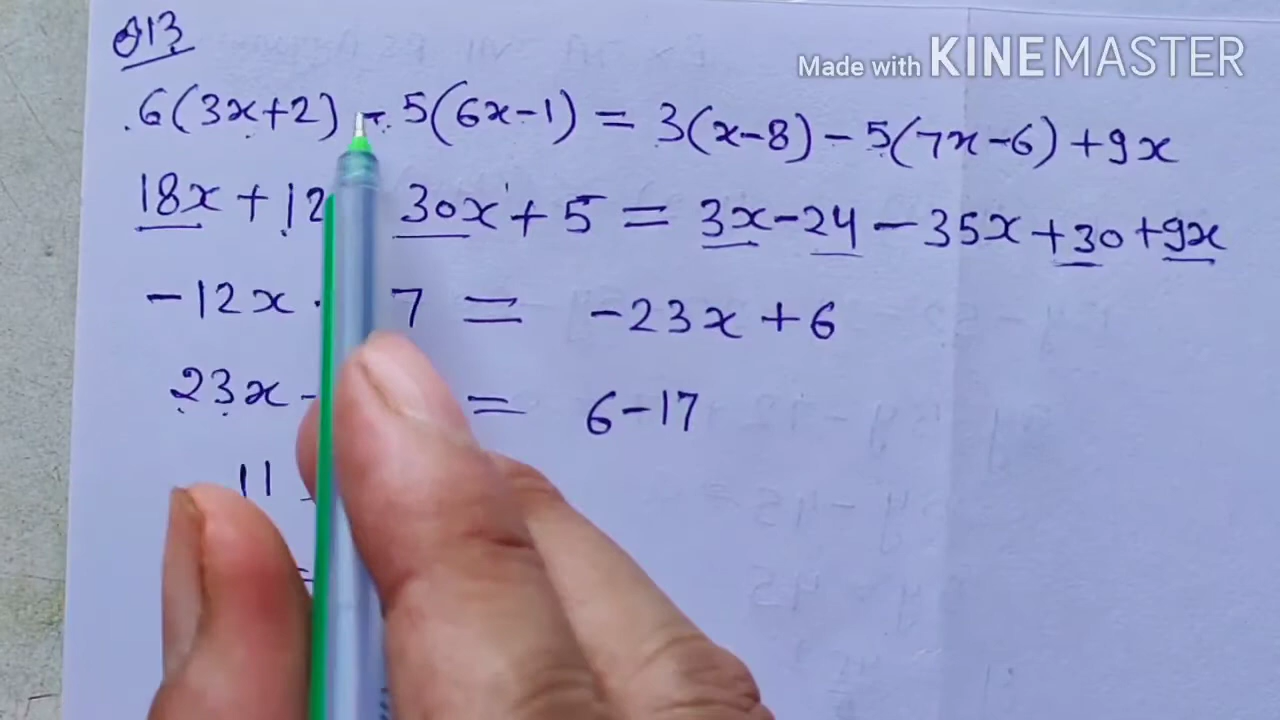 Q13
Made with KINEMASTER
6(3x+2) - 5(6x-1) = 3(x-8) - 5(7x-6) + 9x
18x + 12 30x + 5 = 3x - 24 - 35x + 30 + 9x
-12x 7 = -23x + 6
23x - = 6 - 17
11
=